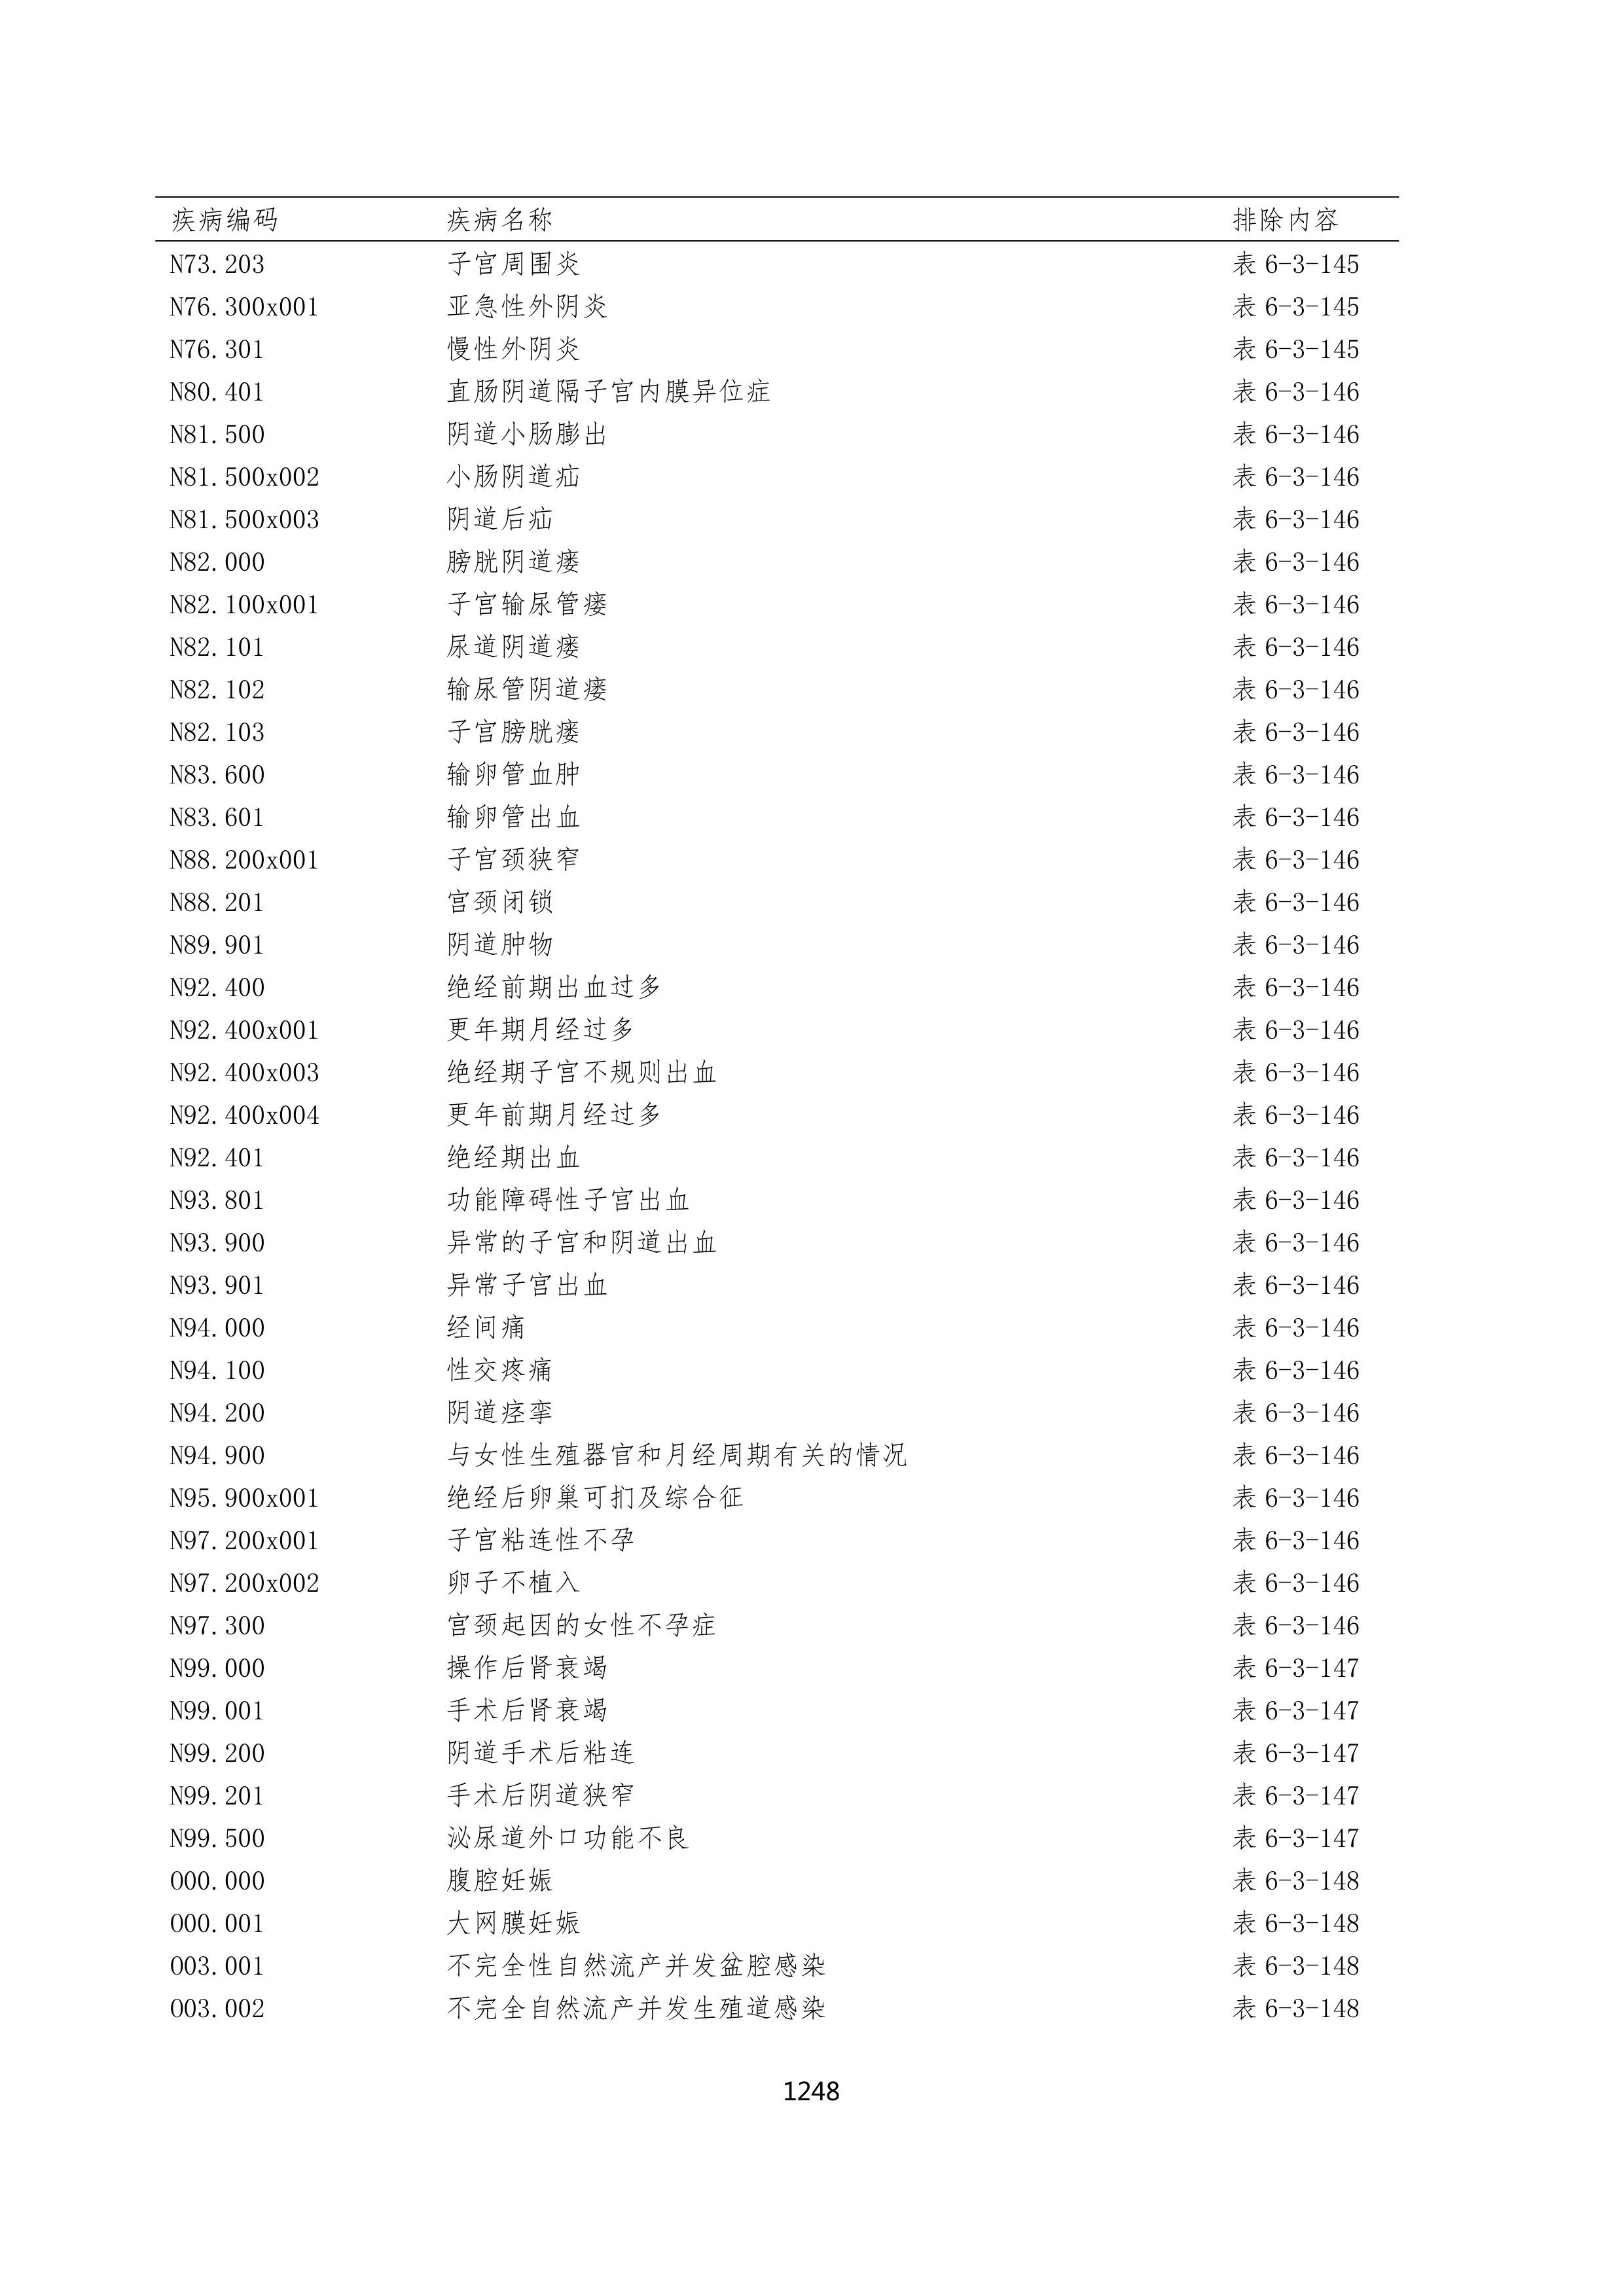 疾病编码 疾病名称 排除内容
N73.203 子宫周围炎 表 6-3-145
N76.300x001 亚急性外阴炎 表 6-3-145
N76.301 慢性外阴炎 表 6-3-145
N80.401 直肠阴道隔子宫内膜异位症 表 6-3-146
N81.500 阴道小肠膨出 表 6-3-146
N81.500x002 小肠阴道疝 表 6-3-146
N81.500x003 阴道后疝 表 6-3-146
N82.000 膀胱阴道瘘 表 6-3-146
N82.100x001 子宫输尿管瘘 表 6-3-146
N82.101 尿道阴道瘘 表 6-3-146
N82.102 输尿管阴道瘘 表 6-3-146
N82.103 子宫膀胱瘘 表 6-3-146
N83.600 输卵管血肿 表 6-3-146
N83.601 输卵管出血 表 6-3-146
N88.200x001 子宫颈狭窄 表 6-3-146
N88.201 宫颈闭锁 表 6-3-146
N89.901 阴道肿物 表 6-3-146
N92.400 绝经前期出血过多 表 6-3-146
N92.400x001 更年期月经过多 表 6-3-146
N92.400x003 绝经期子宫不规则出血 表 6-3-146
N92.400x004 更年前期月经过多 表 6-3-146
N92.401 绝经期出血 表 6-3-146
N93.801 功能障碍性子宫出血 表 6-3-146
N93.900 异常的子宫和阴道出血 表 6-3-146
N93.901 异常子宫出血 表 6-3-146
N94.000 经间痛 表 6-3-146
N94.100 性交疼痛 表 6-3-146
N94.200 阴道痉挛 表 6-3-146
N94.900 与女性生殖器官和月经周期有关的情况 表 6-3-146
N95.900x001 绝经后卵巢可扪及综合征 表 6-3-146
N97.200x001 子宫粘连性不孕 表 6-3-146
N97.200x002 卵子不植入 表 6-3-146
N97.300 宫颈起因的女性不孕症 表 6-3-146
N99.000 操作后肾衰竭 表 6-3-147
N99.001 手术后肾衰竭 表 6-3-147
N99.200 阴道手术后粘连 表 6-3-147
N99.201 手术后阴道狭窄 表 6-3-147
N99.500 泌尿道外口功能不良 表 6-3-147
O00.000 腹腔妊娠 表 6-3-148
O00.001 大网膜妊娠 表 6-3-148
O03.001 不完全性自然流产并发盆腔感染 表 6-3-148
O03.002 不完全自然流产并发生殖道感染 表 6-3-148
1248